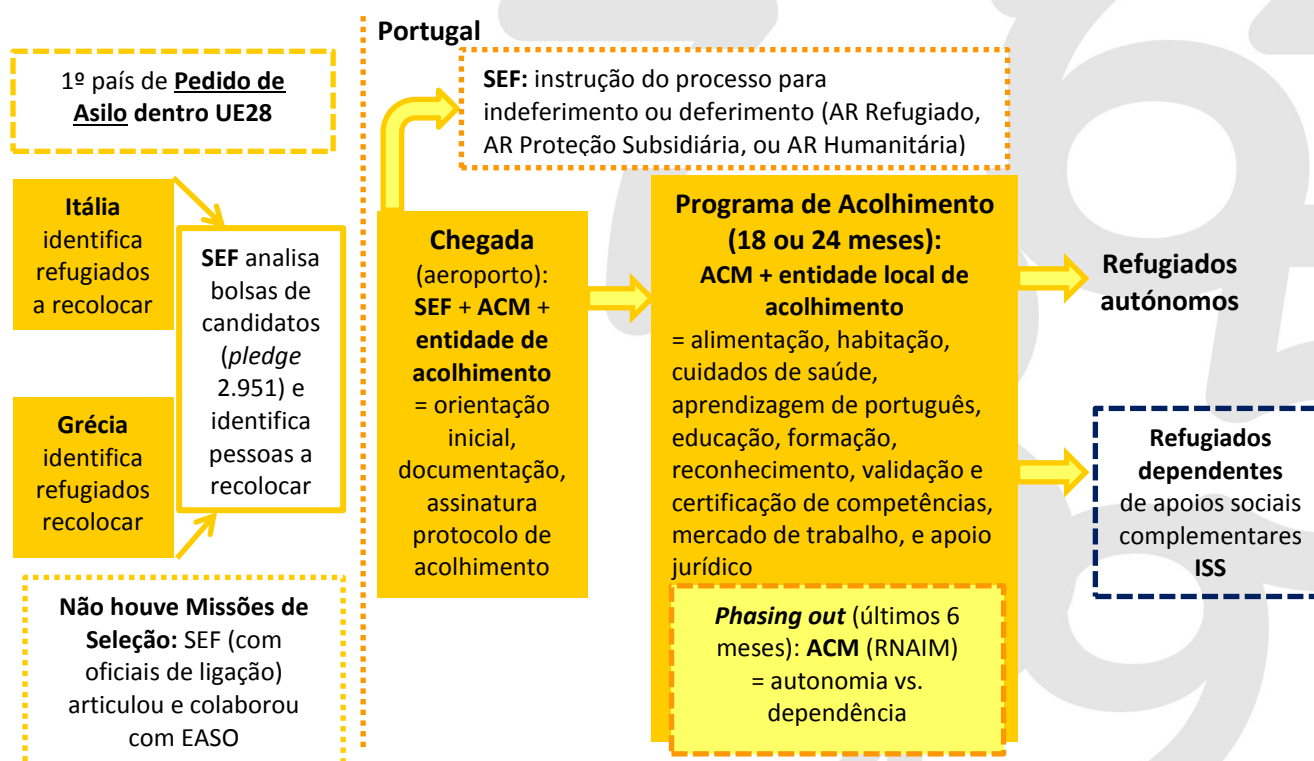 1º país de Pedido de
Asilo dentro UE28
Itália
identifica
refugiados
a recolocar
Grécia
identifica
refugiados
recolocar
SEF analisa
bolsas de
candidatos
(pledge
2.951) e
identifica
pessoas a
recolocar
Não houve Missões de
Seleção: SEF (com
oficiais de ligação)
articulou e colaborou
com EASO
Portugal
SEF: instrução do processo para
indeferimento ou deferimento (AR Refugiado,
AR Proteção Subsidiária, ou AR Humanitária)
Chegada
(aeroporto):
SEF + ACM +
entidade de
acolhimento
= orientação
inicial,
documentação,
assinatura
protocolo de
acolhimento
Programa de Acolhimento
(18 ou 24 meses):
ACM + entidade local de
acolhimento
= alimentação, habitação,
cuidados de saúde,
aprendizagem de português,
educação, formação,
reconhecimento, validação e
certificação de competências,
mercado de trabalho, e apoio
jurídico
Phasing out (últimos 6
meses): ACM (RNAIM)
= autonomia vs.
dependência
Refugiados
autónomos
Refugiados
dependentes
de apoios sociais
complementares
ISS